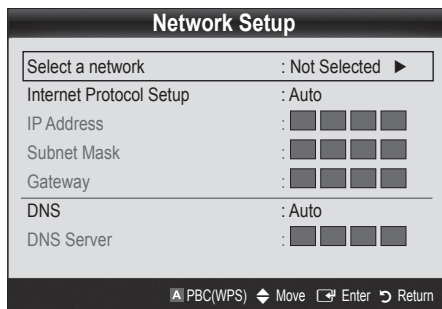 Network Setup
Select a network : Not Selected ►
Internet Protocol Setup : Auto
IP Address :
Subnet Mask :
Gateway :
DNS : Auto
DNS Server :
A PBC(WPS) Move Enter Return